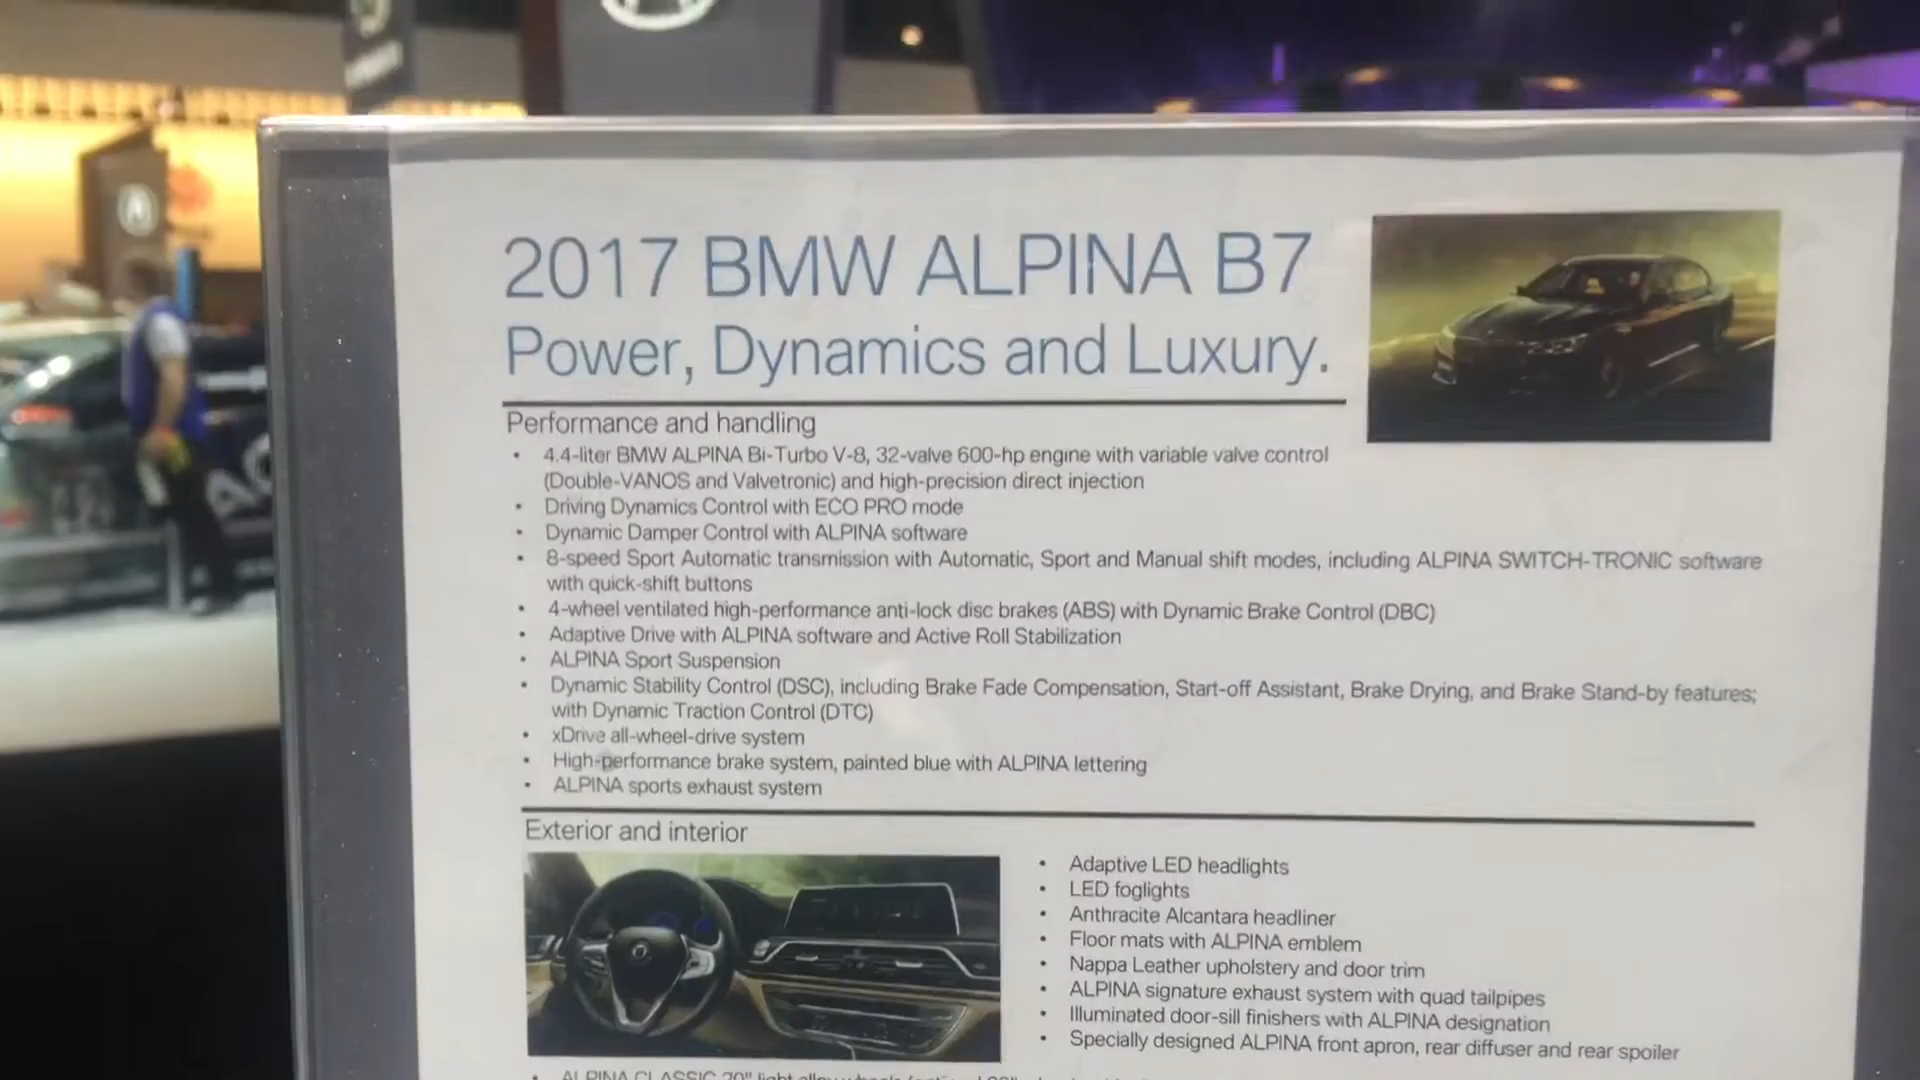 2017 BMW ALPINA B7
Power, Dynamics and Luxury.
Performance and handling
• 4.4-liter BMW ALPINA Bi-Turbo V-8, 32-valve 600-hp engine with variable valve control
(Double-VANOS and Valvetronic) and high-precision direct injection
• Driving Dynamics Control with ECO PRO mode
• Dynamic Damper Control with ALPINA software
• 8-speed Sport Automatic transmission with Automatic, Sport and Manual shift modes, including ALPINA SWITCH-TRONIC software
with quick-shift buttons
• 4-wheel ventilated high-performance anti-lock disc brakes (ABS) with Dynamic Brake Control (DBC)
• Adaptive Drive with ALPINA software and Active Roll Stabilization
• ALPINA Sport Suspension
• Dynamic Stability Control (DSC), including Brake Fade Compensation, Start-off Assistant, Brake Drying, and Brake Stand-by features;
with Dynamic Traction Control (DTC)
• xDrive all-wheel-drive system
• High-performance brake system, painted blue with ALPINA lettering
• ALPINA sports exhaust system
Exterior and interior
• Adaptive LED headlights
• LED foglights
• Anthracite Alcantara headliner
• Floor mats with ALPINA emblem
• Nappa Leather upholstery and door trim
• ALPINA signature exhaust system with quad tailpipes
• Illuminated door-sill finishers with ALPINA designation
• Specially designed ALPINA front apron, rear diffuser and rear spoiler
• ALPINA CLASSIC 20" light alloy wheels